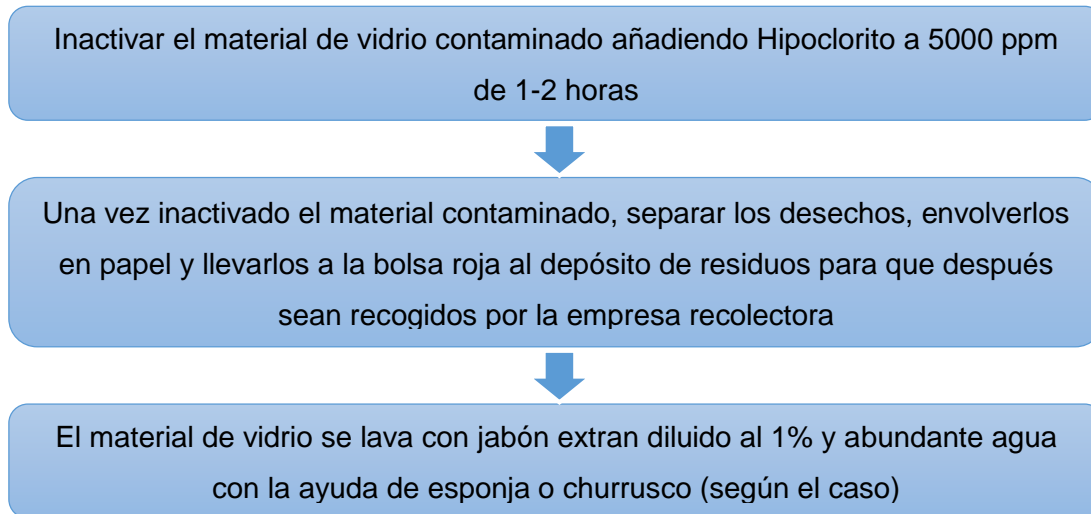 Inactivar el material de vidrio contaminado añadiendo Hipoclorito a 5000 ppm
de 1-2 horas
Una vez inactivado el material contaminado, separar los desechos, envolverlos
en papel y llevarlos a la bolsa roja al depósito de residuos para que después
sean recogidos por la empresa recolectora
El material de vidrio se lava con jabón extran diluido al 1% y abundante agua
con la ayuda de esponja o churrusco (según el caso)